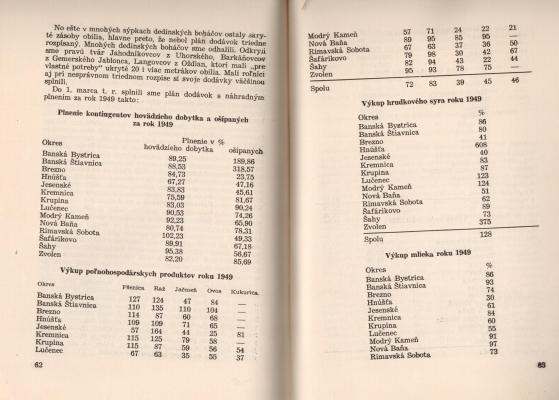 No ešte v mnohých sýpkach dedinských boháčov ostaly skry-
té zásoby obilia, hlavne preto, že nebol plán dodávok triedne
rozpísaný. Mnohých dedinských boháčov sme odhalili. Odkryli
sme pravú tvár Jahodníkovcov z Uhorského, Barkáňovcov
z Gemerského Jablonca, Langovcov z Ožďian, ktorí mali „pre
vlastné potreby" ukryté 20 i viac metrákov obilia. Mali roľníci
aj pri nesprávnom triednom rozpise si svoje dodávky väčšinou
splnili.
Do 1. marca t. r. splnili sme plán dodávok s náhradným
plnením za rok 1949 takto:
Plnenie kontingentov hovädzieho dobytka a ošípaných
za rok 1949
Plnenie v %
Okres hovädzieho dobytka ošípaných
Banská Bystrica 89,25 189,86
Banská Štiavnica 88,53 318,57
Brezno 84,73 23,75
Hnúšťa 67,27 47,16
Jesenské 83,83 45,61
Kremnica 75,59 81,67
Krupina 83,03 90,24
Lučenec 90,53 74,26
Modrý Kameň 92,23 65,90
Nová Baňa 80,74 78,31
Rimavská Sobota 102,23 49,33
Šafárikovo 89,91 67,18
Šahy 95,38 56,67
Zvolen 82,20 85,69
Výkup poľnohospodárskych produktov roku 1949
Okres Pšenica Raž Jačmeň Ovos Kukurica
Banská Bystrica 127 124 47 84 —
Banská Štiavnica 110 135 110 104 —
Brezno 114 87 60 68 —
Hnúšťa 109 109 71 65 —
Jesenské 57 164 44 25 81
Kremnica 115 125 79 58 —
Krupina 115 87 59 56 54
Lučenec 67 63 35 55 37
62
Modrý Kameň 57 71 24 22 21
Nová Baňa 89 95 85 95 —
Rimavská Sobota 67 63 37 36 50
Šafárikovo 79 98 30 40 67
Šahy 82 94 43 22 44
Zvolen 95 93 78 75 —
Spolu 72 83 39 45 46
Výkup hrudkového syra roku 1949
Okres %
Banská Bystrica 86
Banská Štiavnica 80
Brezno 41
Hnúšťa 608
Jesenské 40
Kremnica 83
Krupina 87
Lučenec 123
Modrý Kameň 124
Nová Baňa 51
Rimavská Sobota 62
Šafárikovo 89
Šahy 73
Zvolen 375
Spolu 128
Výkup mlieka roku 1949
Okres %
Banská Bystrica 86
Banská Štiavnica 93
Brezno 74
Hnúšťa 30
Jesenské 61
Kremnica 84
Krupina 60
Lučenec 55
Modrý Kameň 91
Nová Baňa 97
Rimavská Sobota 73
63